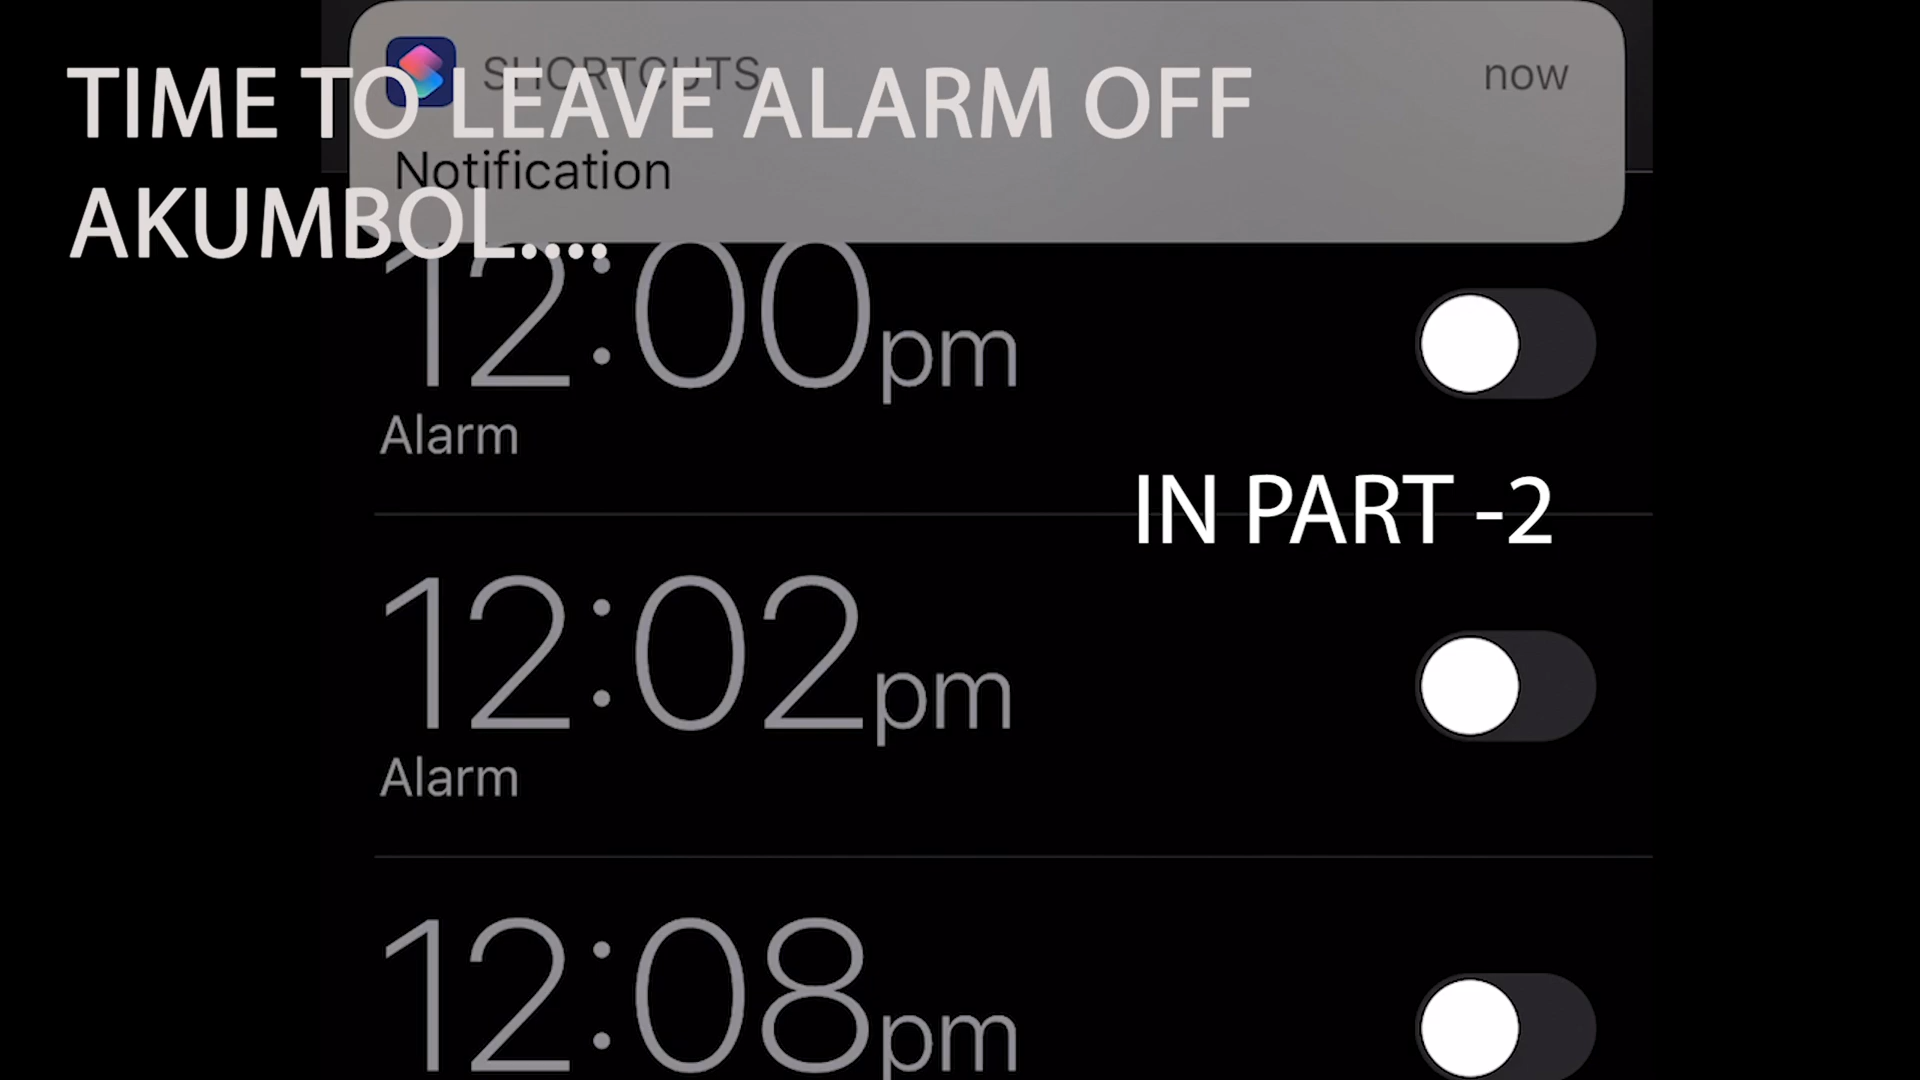 SHORTCUTS
now
TIME TO LEAVE ALARM OFF
Notification
AKUMBOL....
12:00pm
Alarm
IN PART -2
12:02pm
Alarm
12:08pm